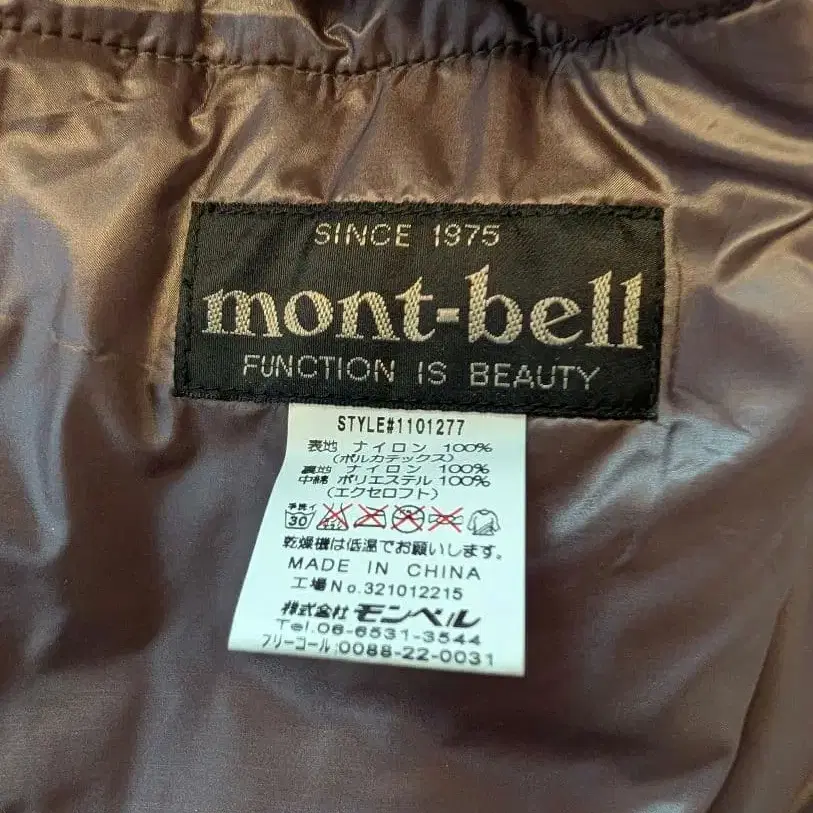 SINCE 1975
mont-bell
FUNCTION IS BEAUTY
STYLE#1101277
表地 ナイロン 100%
(ポルカテックス)
裏地 ナイロン 100%
中綿 ポリエステル 100%
(エクセロフト)
手洗イ
30
乾燥機は低温でお願いします。
MADE IN CHINA
工場No.321012215
株式会社 モンベル
Tel.06-6531-3544
フリーコール:0088-22-0031